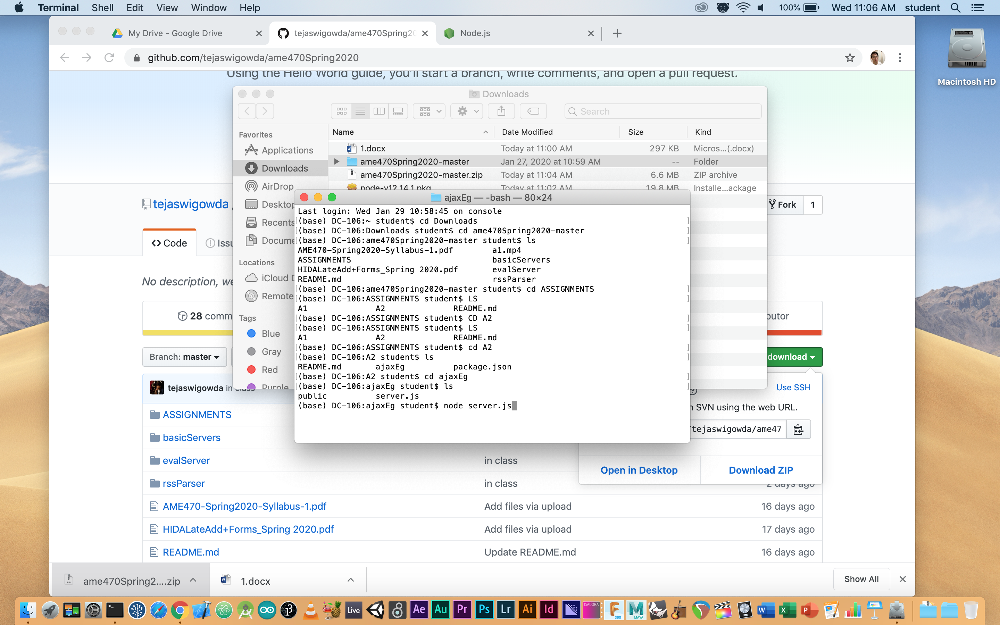 Terminal Shell Edit View Window Help 100% Wed 11:06 AM student
My Drive - Google Drive tejaswigowda/ame470Spring20 Node.js
github.com/tejaswigowda/ame470Spring2020
Macintosh HD
Using the Hello World guide, you'll start a branch, write comments, and open a pull request.
Downloads
Search
Favorites
Applications
Downloads
AirDrop
Desktop
Recents
Docume
Locations
iCloud D
Remote
Tags
Blue
Gray
Red
Purple
Name Date Modified Size Kind
1.docx Today at 11:00 AM 297 KB Micros...(.docx)
ame470Spring2020-master Jan 27, 2020 at 10:59 AM -- Folder
ame470Spring2020-master.zip Today at 11:04 AM 6.6 MB ZIP archive
node-v12.14.1.pkg Today at 11:02 AM 19.8 MB Installe...ackage
ajaxEg — -bash — 80×24
Last login: Wed Jan 29 10:58:45 on console
[(base) DC-106:~ student$ cd Downloads ]
[(base) DC-106:Downloads student$ cd ame470Spring2020-master ]
[(base) DC-106:ame470Spring2020-master student$ ls ]
AME470-Spring2020-Syllabus-1.pdf a1.mp4
ASSIGNMENTS basicServers
HIDALateAdd+Forms_Spring 2020.pdf evalServer
README.md rssParser
[(base) DC-106:ame470Spring2020-master student$ cd ASSIGNMENTS ]
[(base) DC-106:ASSIGNMENTS student$ LS ]
A1 A2 README.md
[(base) DC-106:ASSIGNMENTS student$ CD A2 ]
[(base) DC-106:ASSIGNMENTS student$ LS ]
A1 A2 README.md
[(base) DC-106:ASSIGNMENTS student$ cd A2 ]
[(base) DC-106:A2 student$ ls ]
README.md ajaxEg package.json
[(base) DC-106:A2 student$ cd ajaxEg ]
[(base) DC-106:ajaxEg student$ ls ]
public server.js
(base) DC-106:ajaxEg student$ node server.js
tejaswigowda /
Fork 1
Code Issu
No description, we
28 comm
butor
Branch: master
download
tejaswigowda in class
Use SSH
n SVN using the web URL.
/tejaswigowda/ame47
Open in Desktop Download ZIP
ASSIGNMENTS
basicServers
evalServer in class
rssParser in class 2 days ago
AME470-Spring2020-Syllabus-1.pdf Add files via upload 16 days ago
HIDALateAdd+Forms_Spring 2020.pdf Add files via upload 17 days ago
README.md Update README.md 16 days ago
ame470Spring2....zip 1.docx Show All
Live Ae Au Pr Ps Lr Ai Id ISADORA F 360 M MAYA W X P